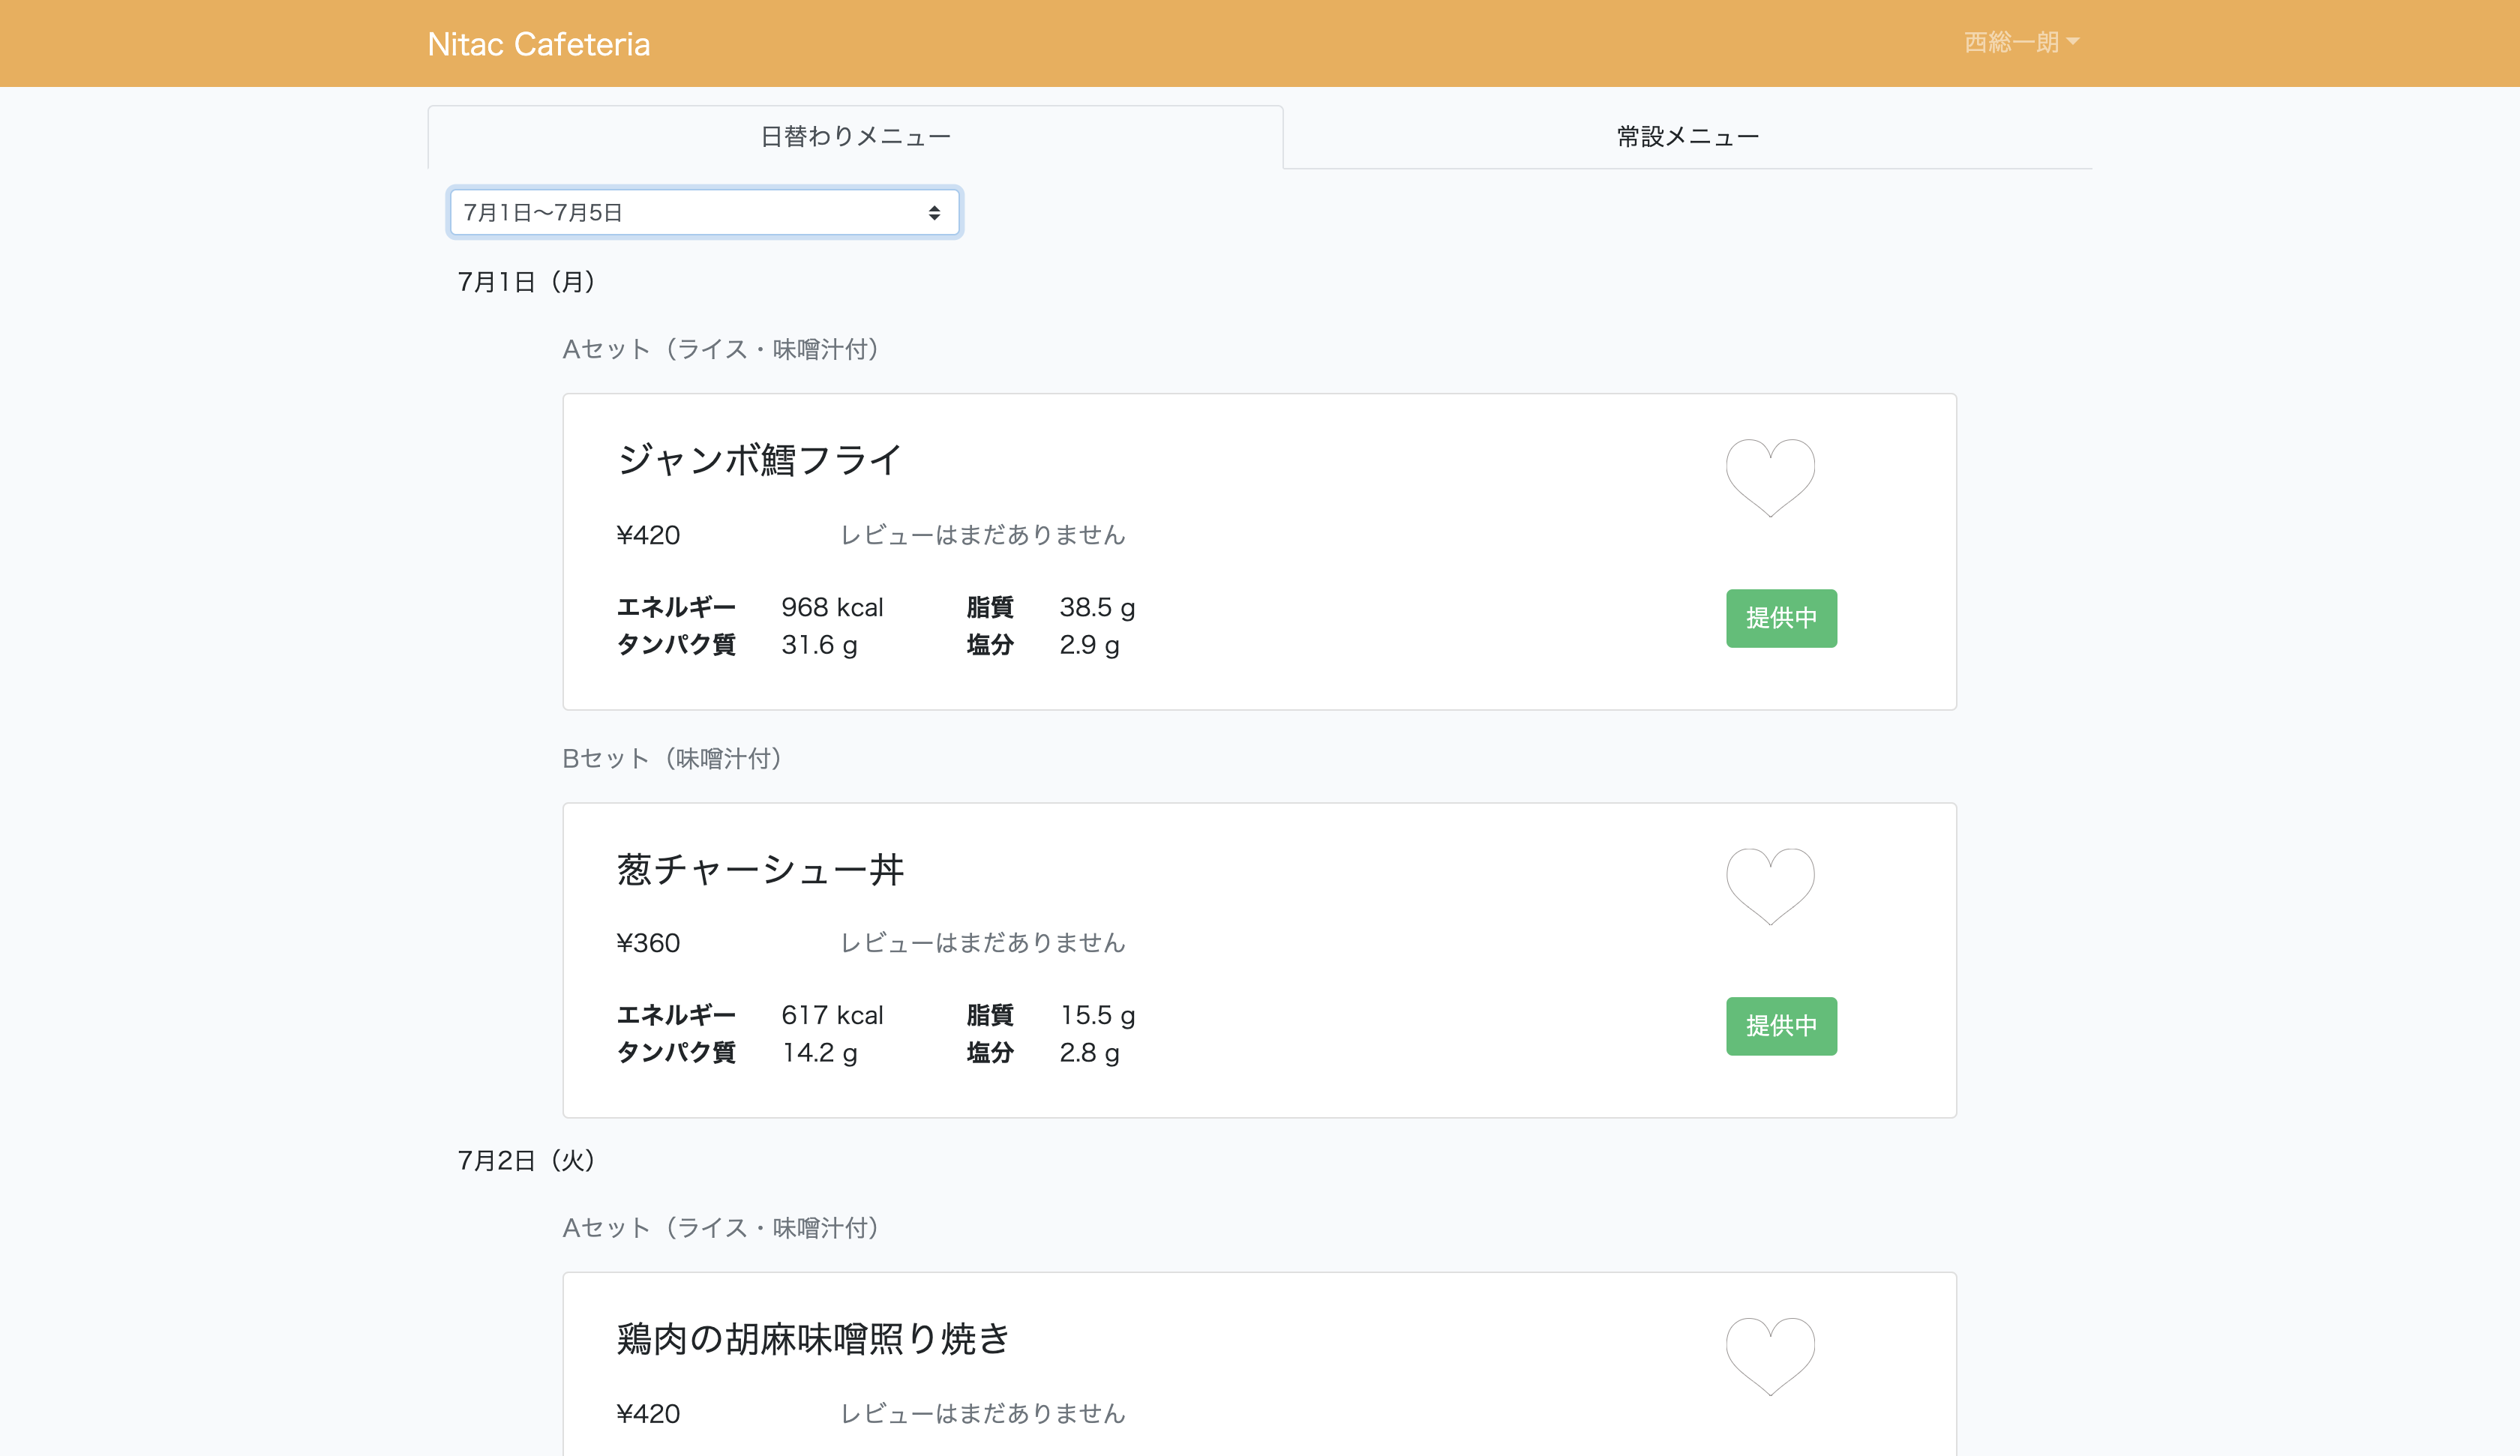 Nitac Cafeteria
西総一朗
日替わりメニュー
常設メニュー
7月1日〜7月5日
7月1日（月）
Aセット（ライス・味噌汁付）
ジャンボ鱈フライ
¥420 レビューはまだありません
エネルギー 968 kcal 脂質 38.5 g
タンパク質 31.6 g 塩分 2.9 g
提供中
Bセット（味噌汁付）
葱チャーシュー丼
¥360 レビューはまだありません
エネルギー 617 kcal 脂質 15.5 g
タンパク質 14.2 g 塩分 2.8 g
提供中
7月2日（火）
Aセット（ライス・味噌汁付）
鶏肉の胡麻味噌照り焼き
¥420 レビューはまだありません